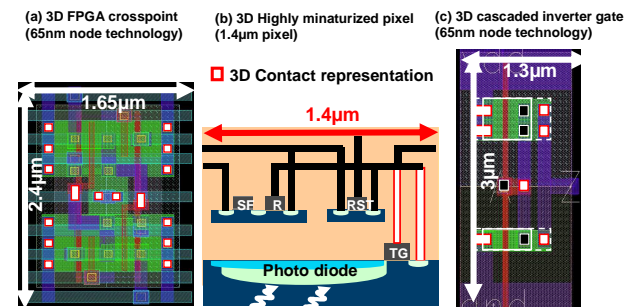 (a) 3D FPGA crosspoint
(65nm node technology)
(b) 3D Highly minaturized pixel
(1.4µm pixel)
(c) 3D cascaded inverter gate
(65nm node technology)
3D Contact representation
1.65µm
2.4µm
1.4µm
SF
R
RST
TG
Photo diode
1.3µm
3µm